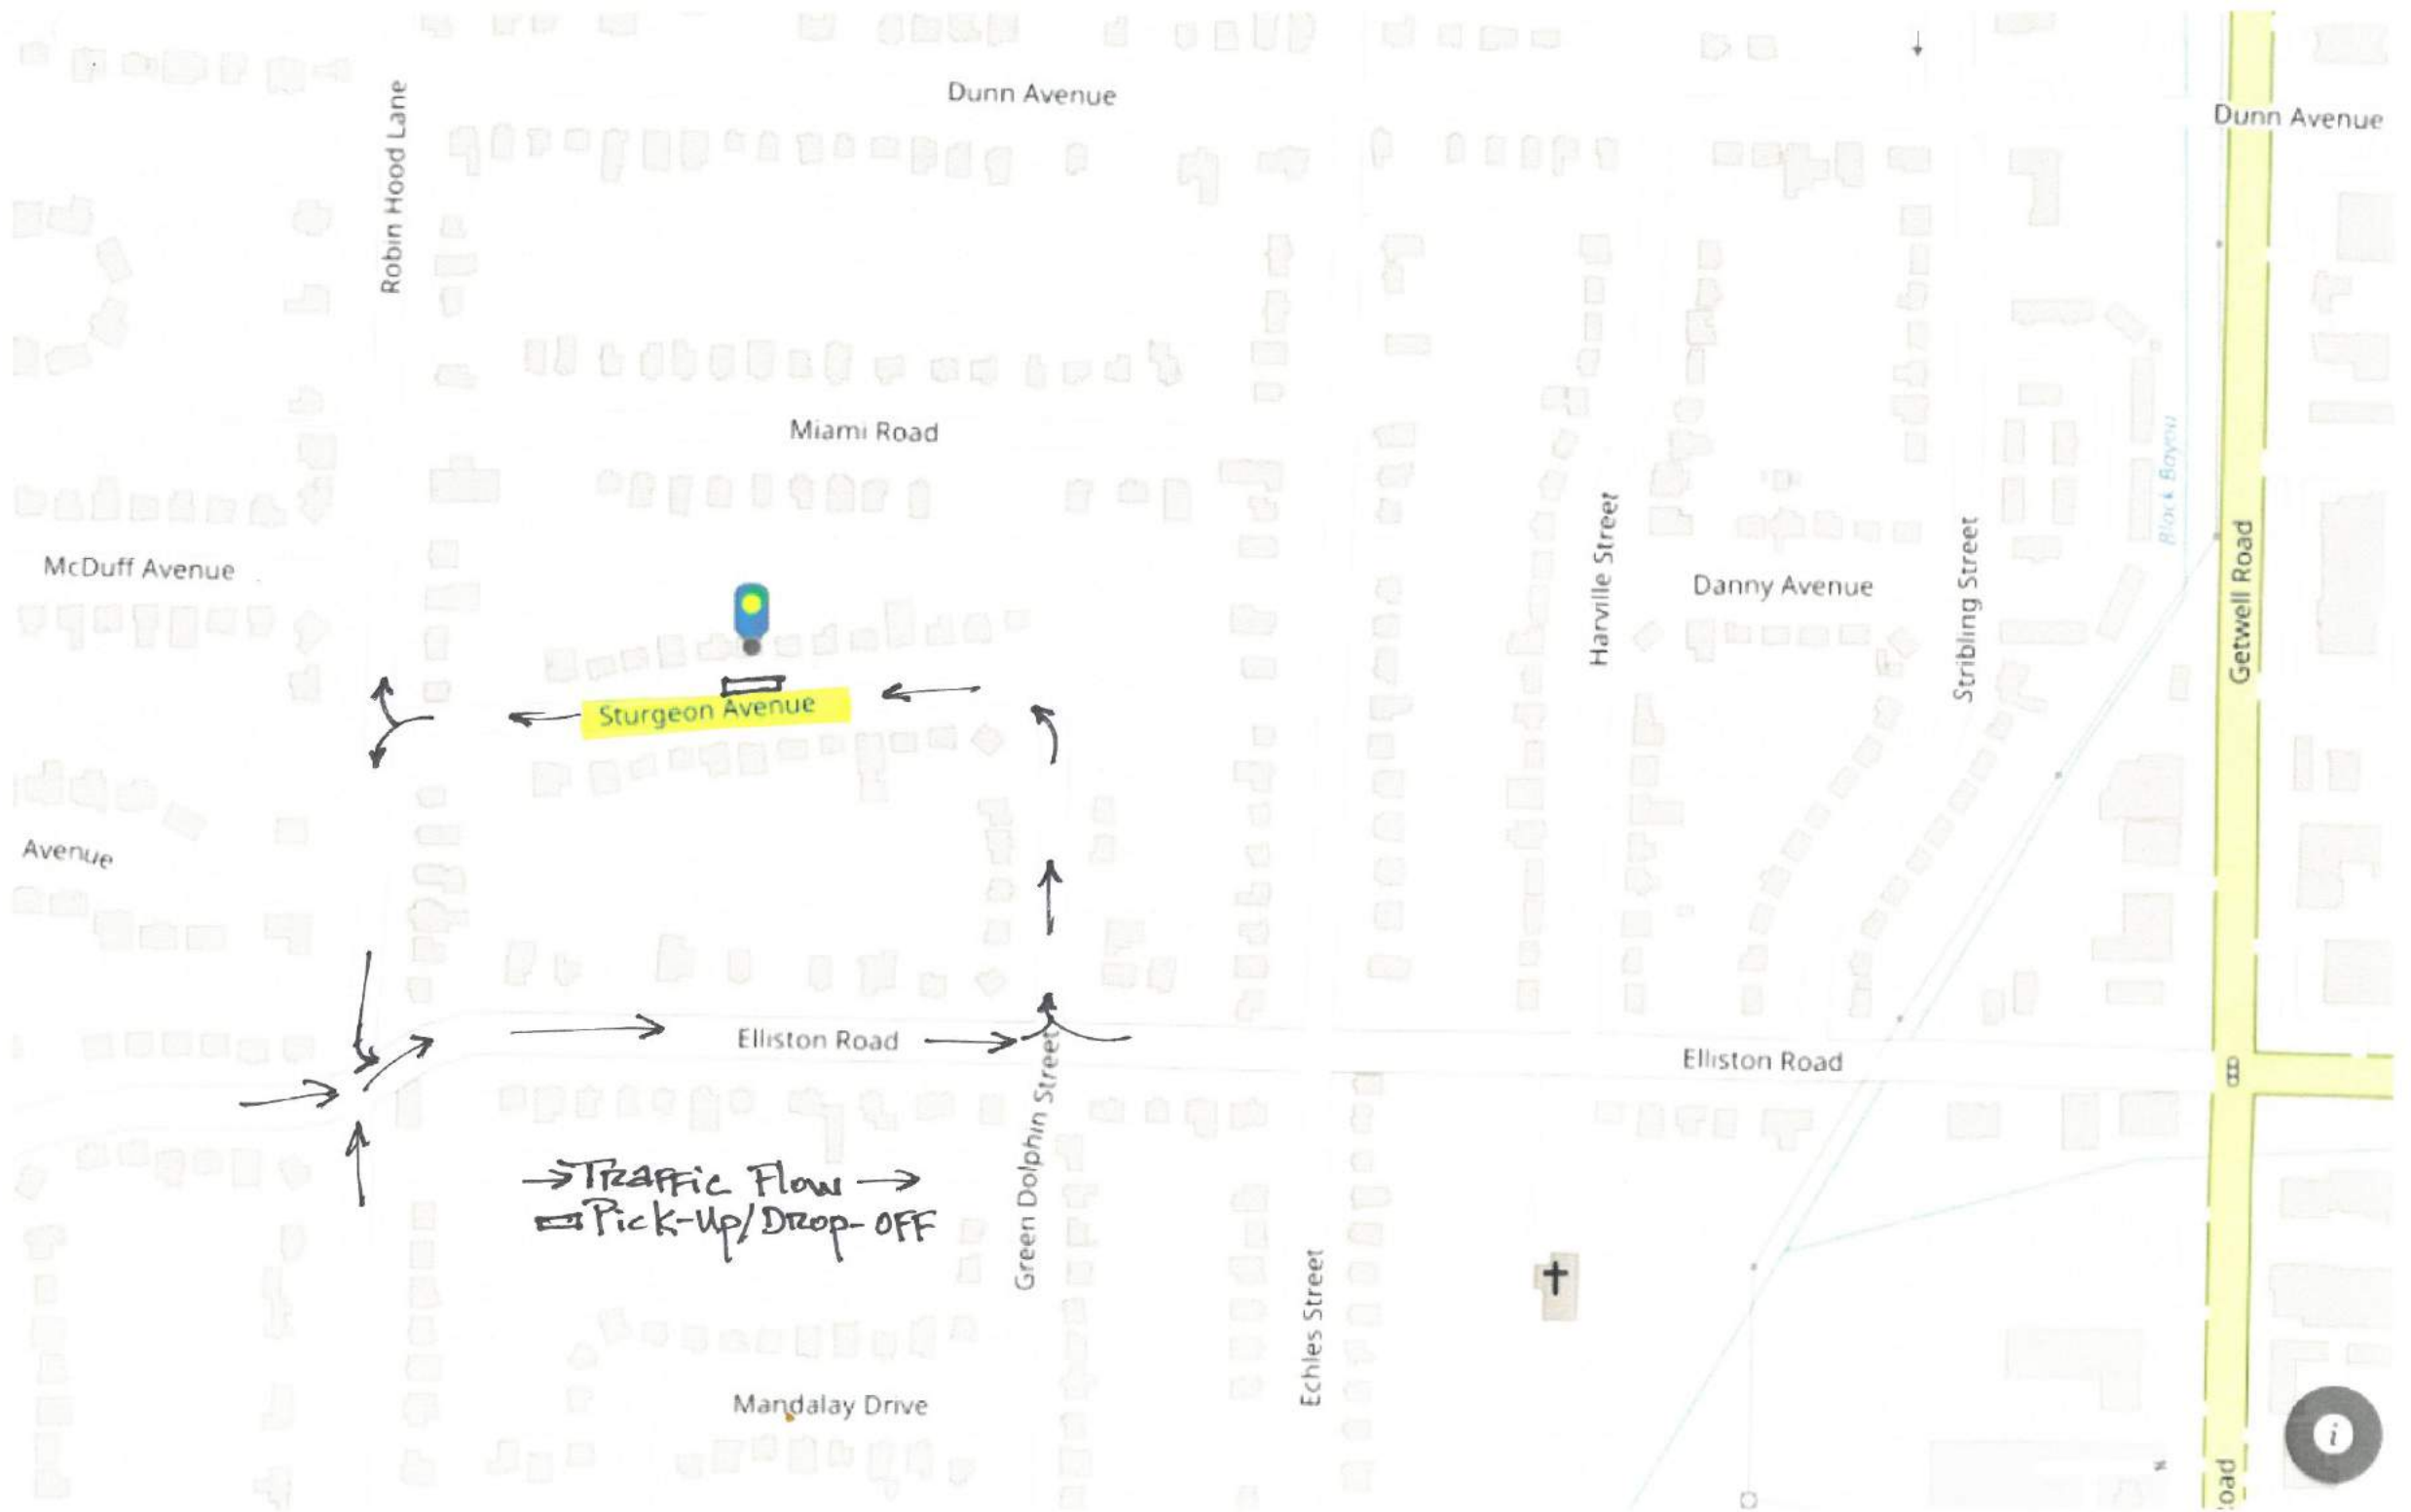 Dunn Avenue
Dunn Avenue
Robin Hood Lane
Miami Road
McDuff Avenue
Harville Street
Danny Avenue
Stribling Street
Black Bayou
Getwell Road
Sturgeon Avenue
Avenue
Elliston Road
Elliston Road
Green Dolphin Street
→Traffic Flow→
Pick-Up/Drop-OFF
Echles Street
Mandalay Drive
oad
i